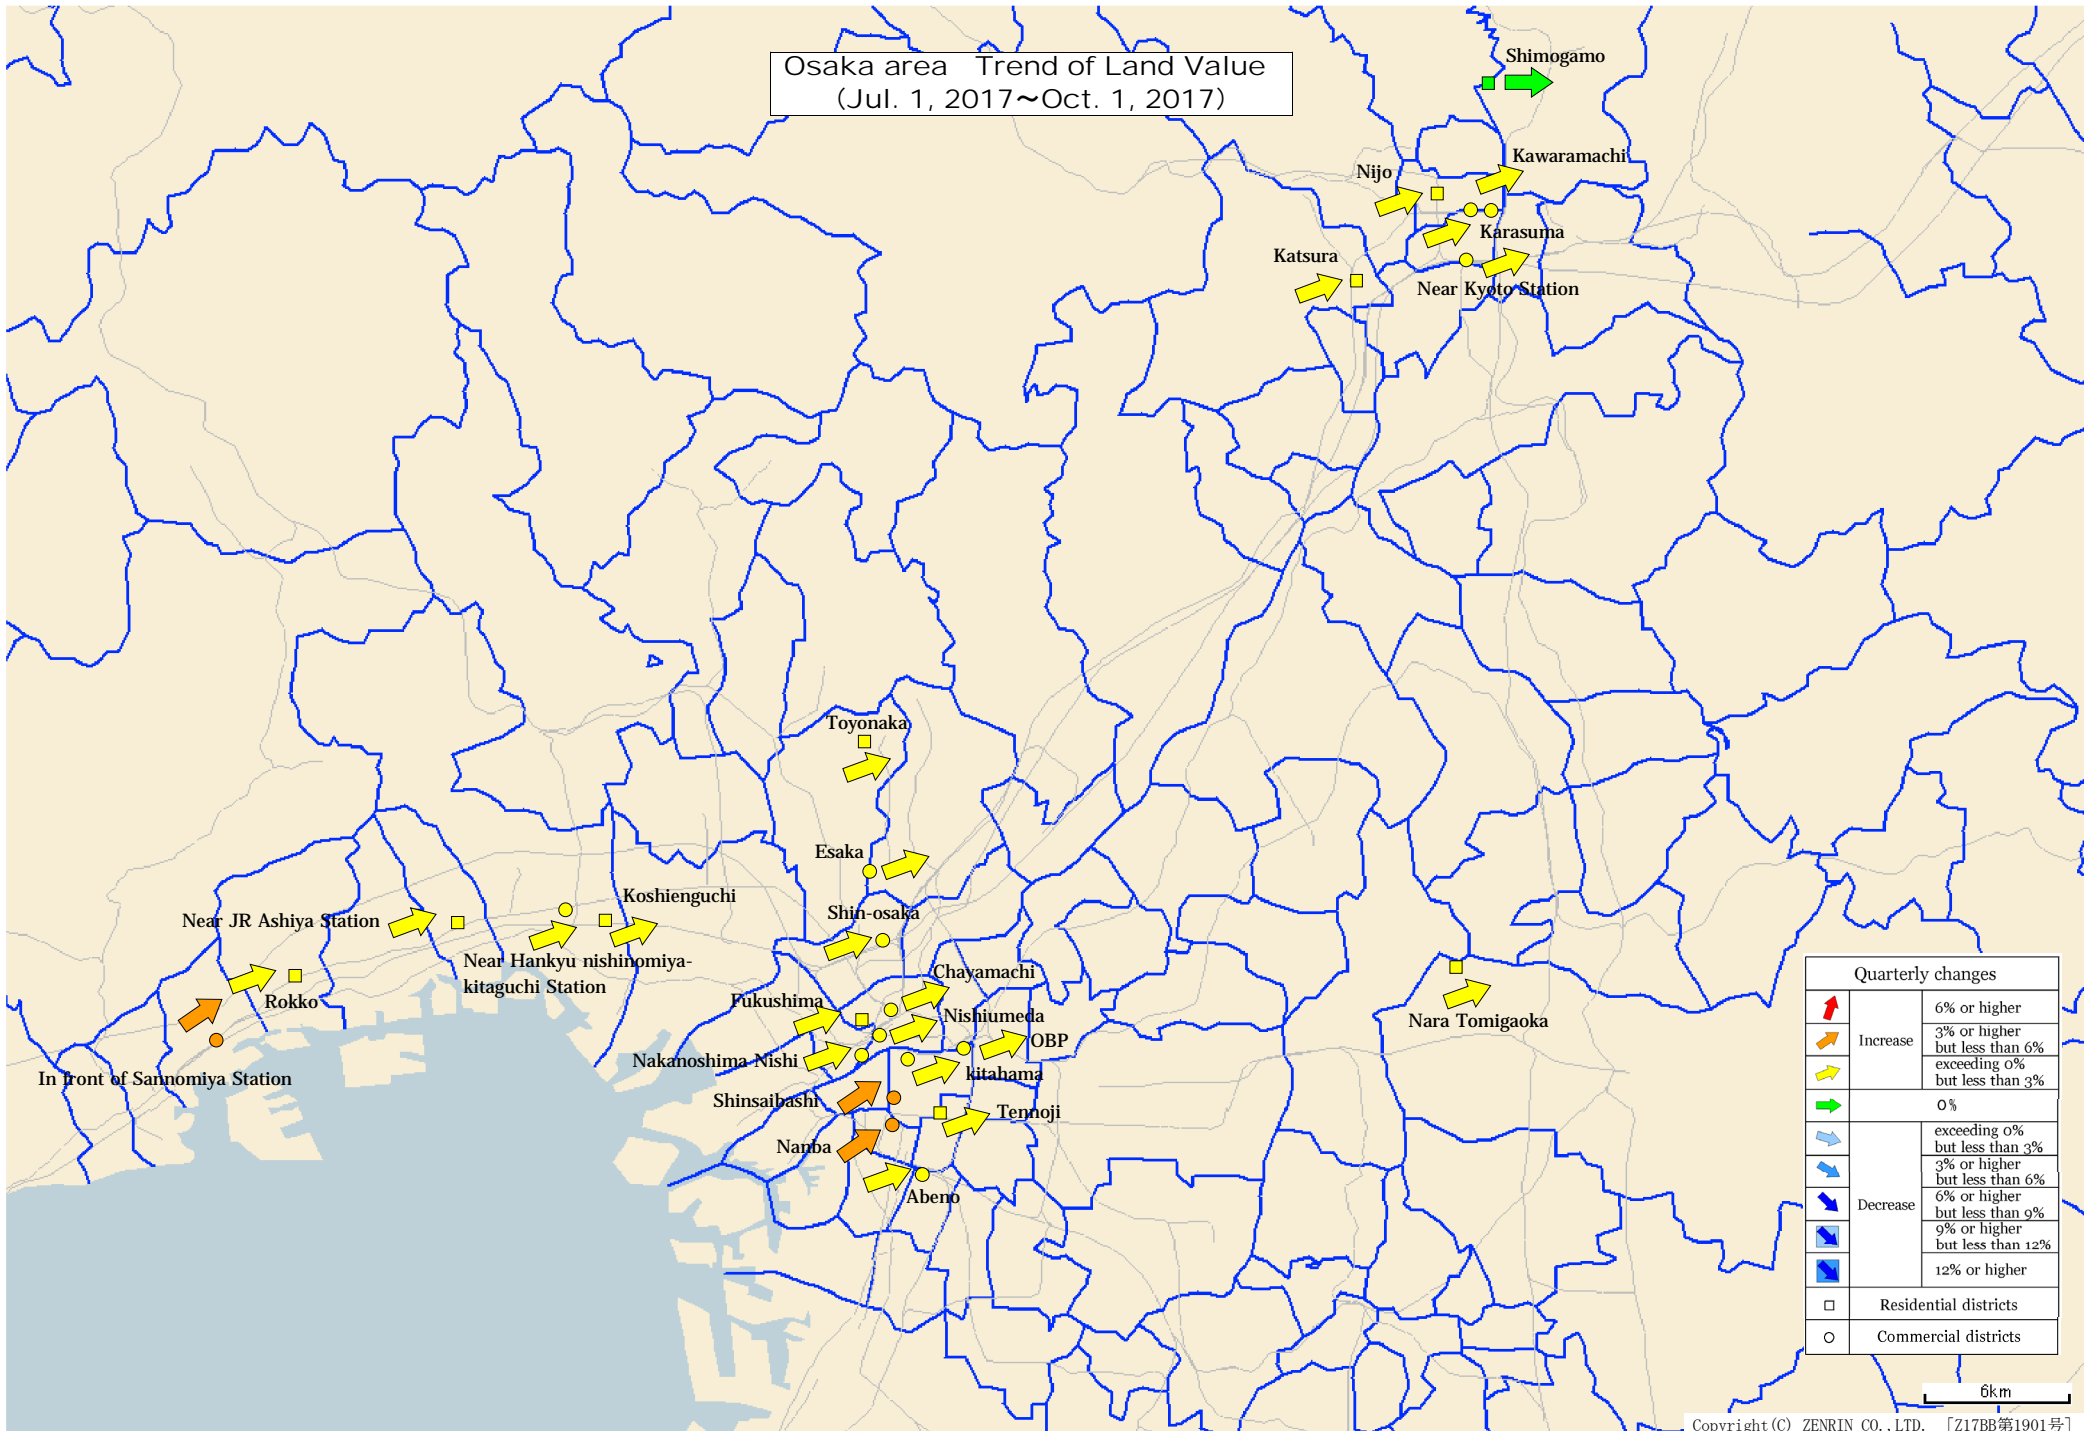 Osaka area Trend of Land Value
(Jul. 1, 2017～Oct. 1, 2017)
Shimogamo
Kawaramachi
Nijo
Karasuma
Katsura
Near Kyoto Station
Toyonaka
Esaka
Koshienguchi
Near JR Ashiya Station
Shin-osaka
Near Hankyu nishinomiya-
kitaguchi Station
Chayamachi
Rokko
Fukushima
Nishiumeda
Nara Tomigaoka
OBP
Nakanoshima Nishi
kitahama
In front of Sannomiya Station
Shinsaibashi
Tennoji
Nanba
Abeno
Quarterly changes
Increase
6% or higher
3% or higher
but less than 6%
exceeding 0%
but less than 3%
0%
Decrease
exceeding 0%
but less than 3%
3% or higher
but less than 6%
6% or higher
but less than 9%
9% or higher
but less than 12%
12% or higher
Residential districts
Commercial districts
6km
Copyright(C) ZENRIN CO.,LTD. ［Z17BB第1901号］